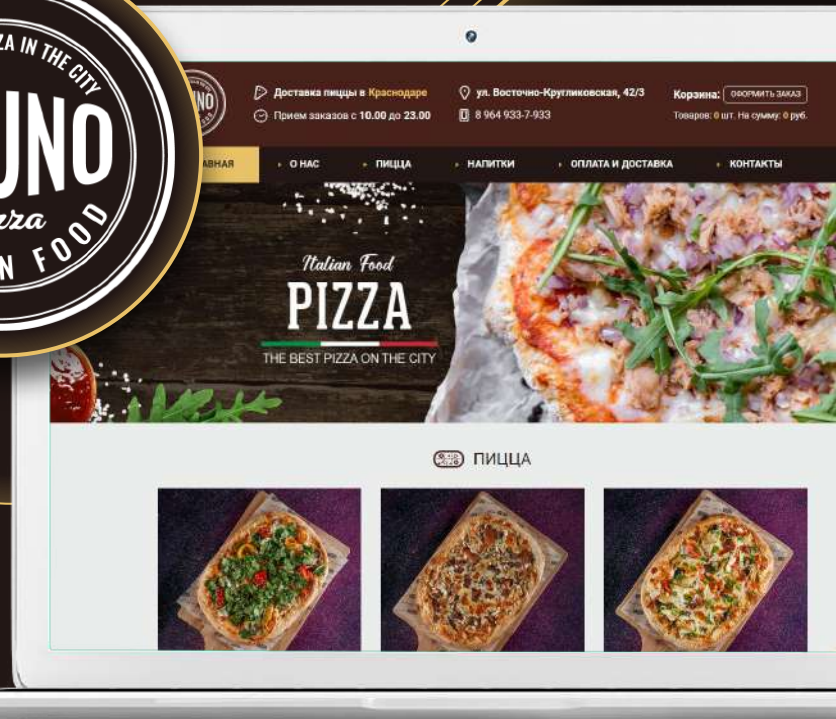 ZA IN THE CITY
UNO
zza
N FOOD
NO
Доставка пиццы в Краснодаре
Прием заказов с 10.00 до 23.00
ул. Восточно-Кругликовская, 42/3
8 964 933-7-933
Корзина: ОФОРМИТЬ ЗАКАЗ
Товаров: 0 шт. На сумму: 0 руб.
АВНАЯ
О НАС
ПИЦЦА
НАПИТКИ
ОПЛАТА И ДОСТАВКА
КОНТАКТЫ
Italian Food
PIZZA
THE BEST PIZZA ON THE CITY
ПИЦЦА